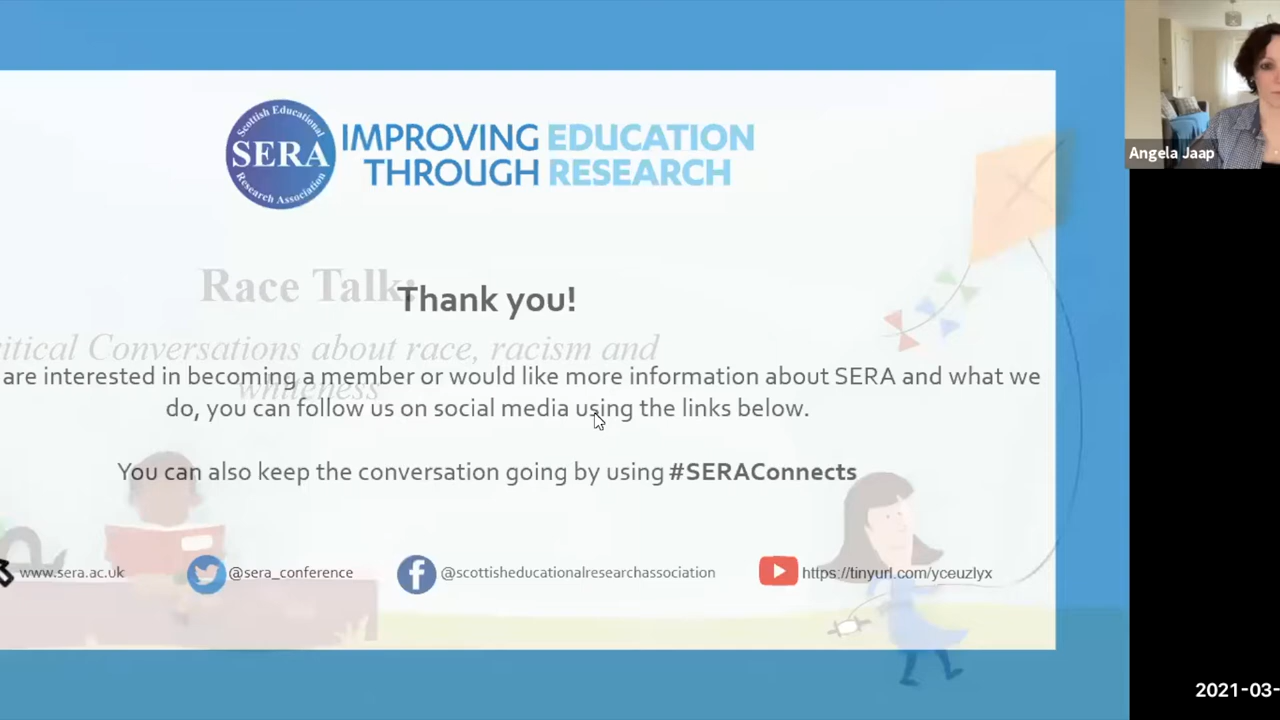 Scottish Educational
SERA
Research Association
IMPROVING EDUCATION
THROUGH RESEARCH
Angela Jaap
Race Talk:
Thank you!
Conversations about race, racism and
whiteness
are interested in becoming a member or would like more information about SERA and what we
do, you can follow us on social media using the links below.
You can also keep the conversation going by using #SERAConnects
www.sera.ac.uk
@sera_conference
@scottisheducationalresearchassociation
https://tinyurl.com/yceuzlyx
2021-03-